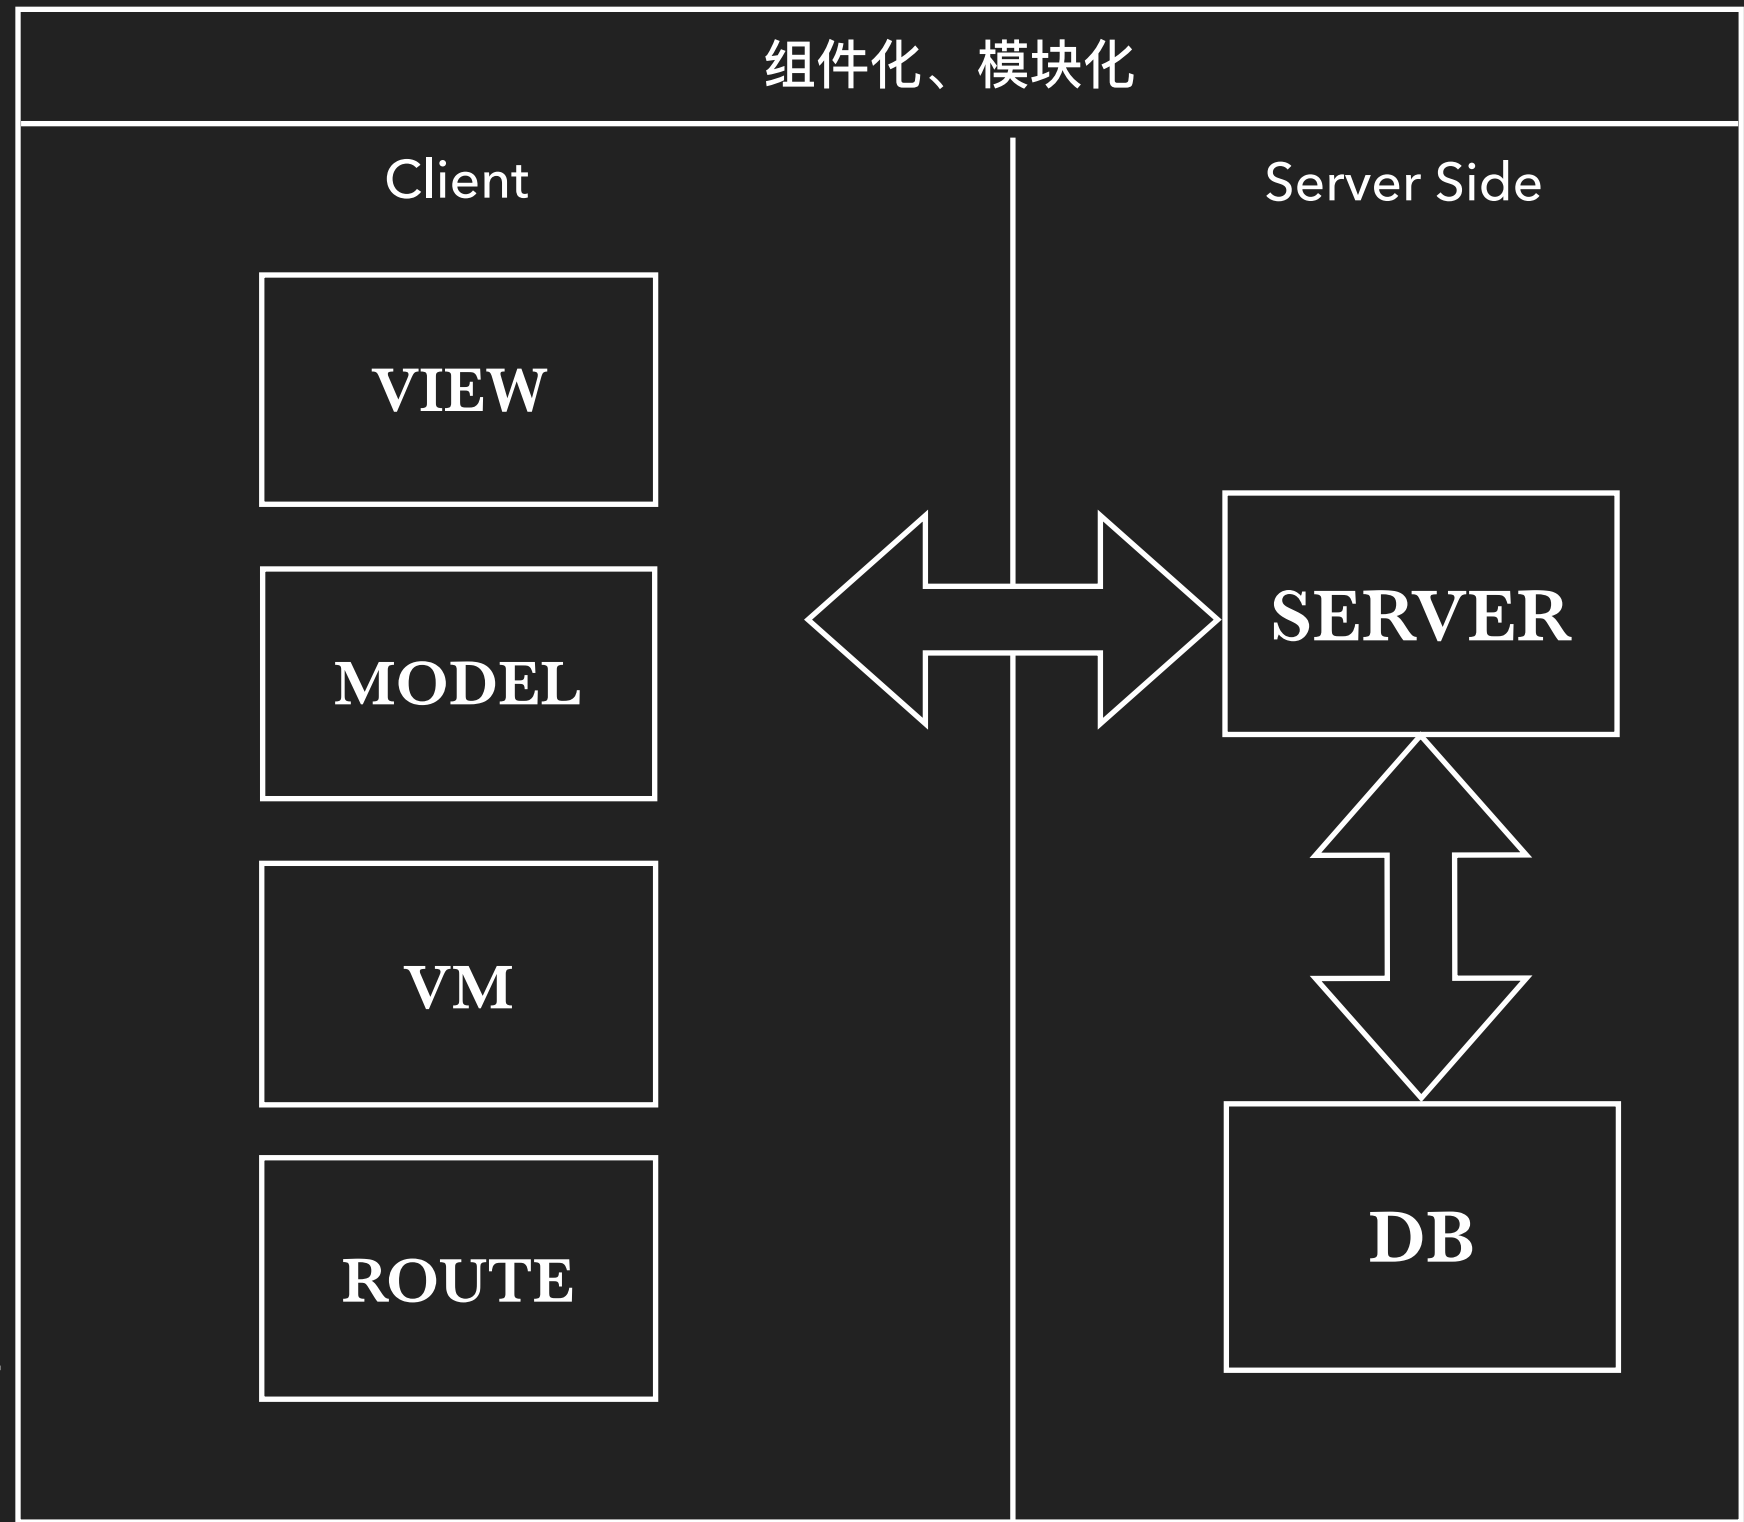 组件化、模块化
Client
Server Side
VIEW
MODEL
VM
ROUTE
SERVER
DB